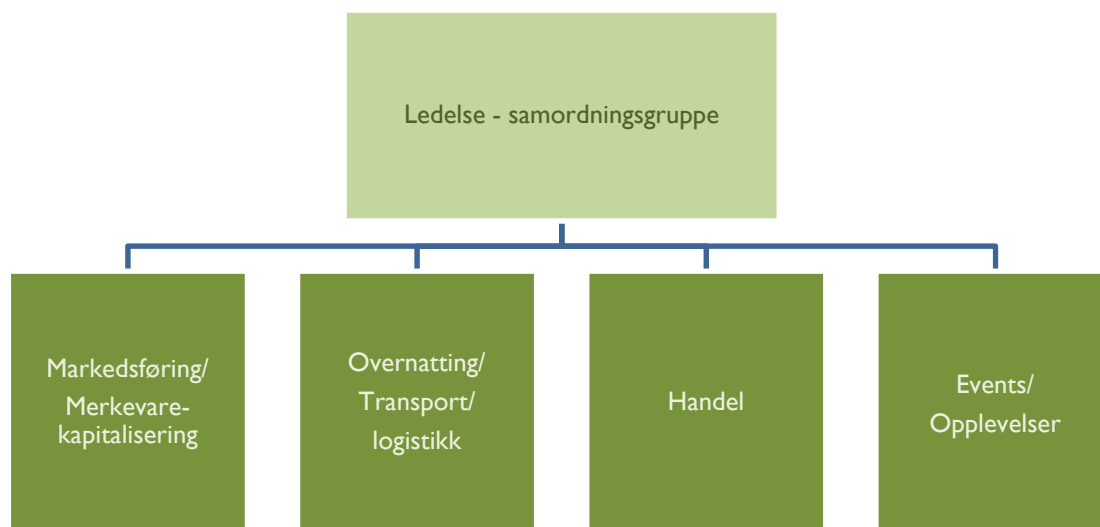 Ledelse - samordningsgruppe
Markedsføring/
Merkevare-
kapitalisering
Overnatting/
Transport/
logistikk
Handel
Events/
Opplevelser